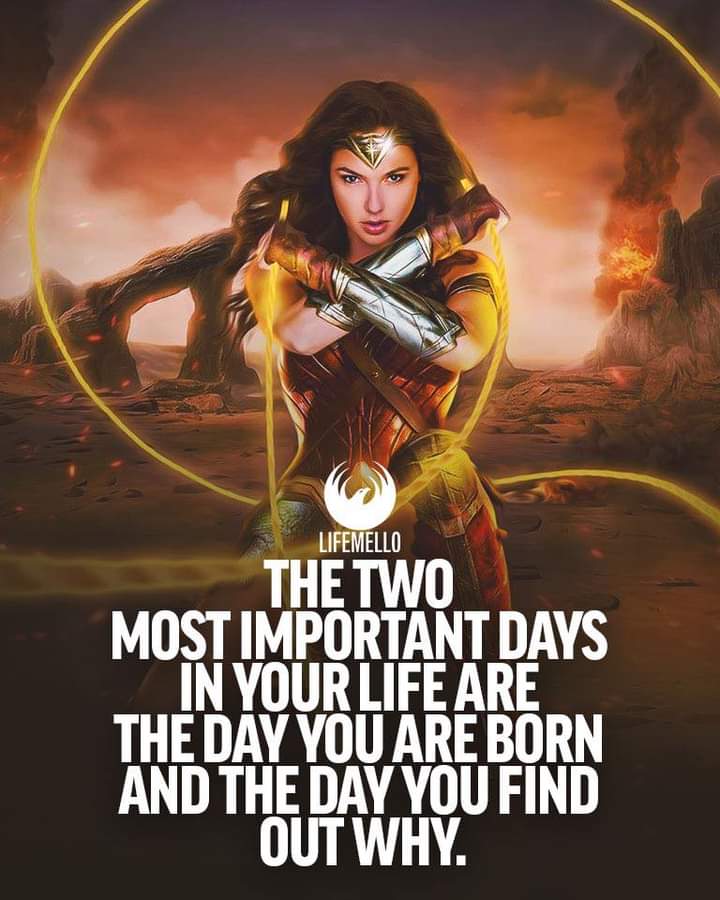 LIFEMELLO
THE TWO
MOST IMPORTANT DAYS
IN YOUR LIFE ARE
THE DAY YOU ARE BORN
AND THE DAY YOU FIND
OUT WHY.